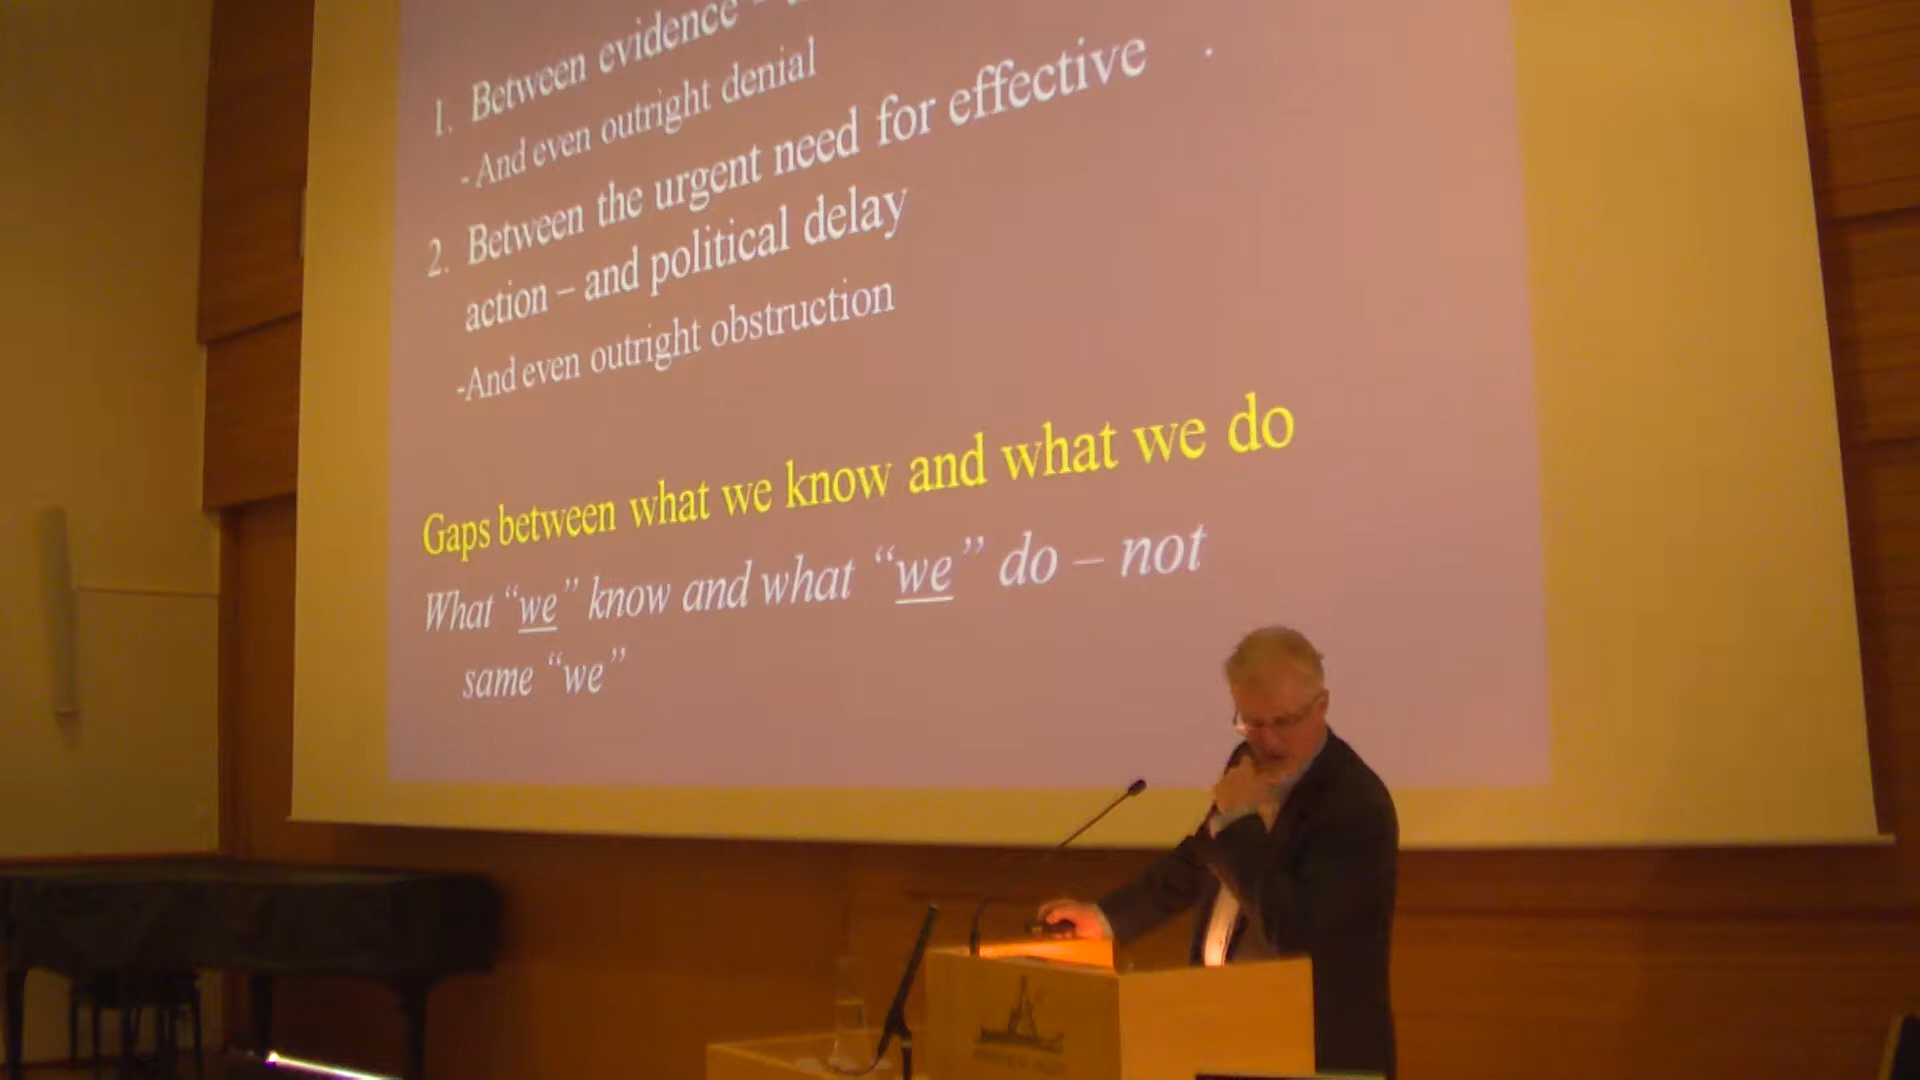 1. Between evidence
- And even outright denial
2. Between the urgent need for effective
action – and political delay
-And even outright obstruction
Gaps between what we know and what we do
What “we” know and what “we” do – not
same “we”